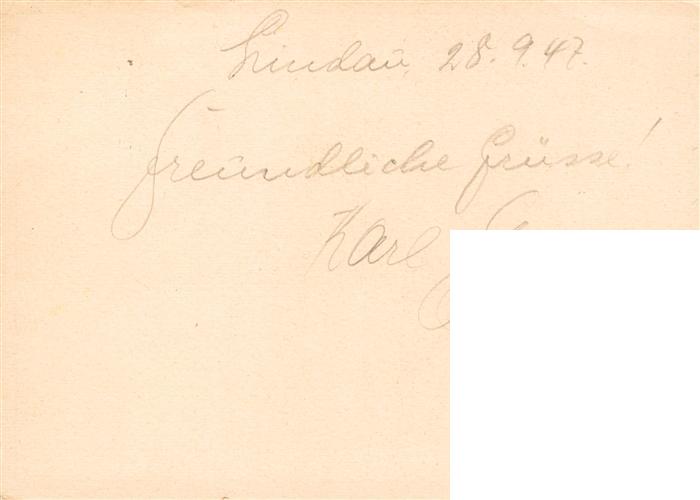 Lindau, 28.9.47.
Freundliche Grüsse!
Karl